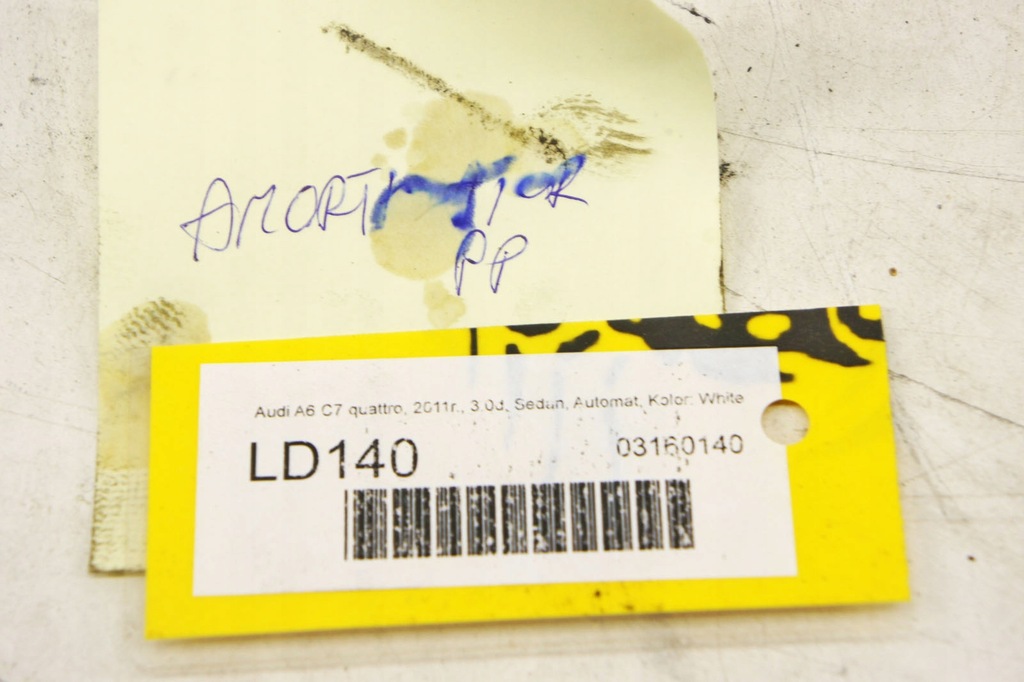 AMORTYZATOR
PP
Audi A6 C7 quattro, 2011r., 3.0d, Sedan, Automat, Kolor: White
LD140
03160140